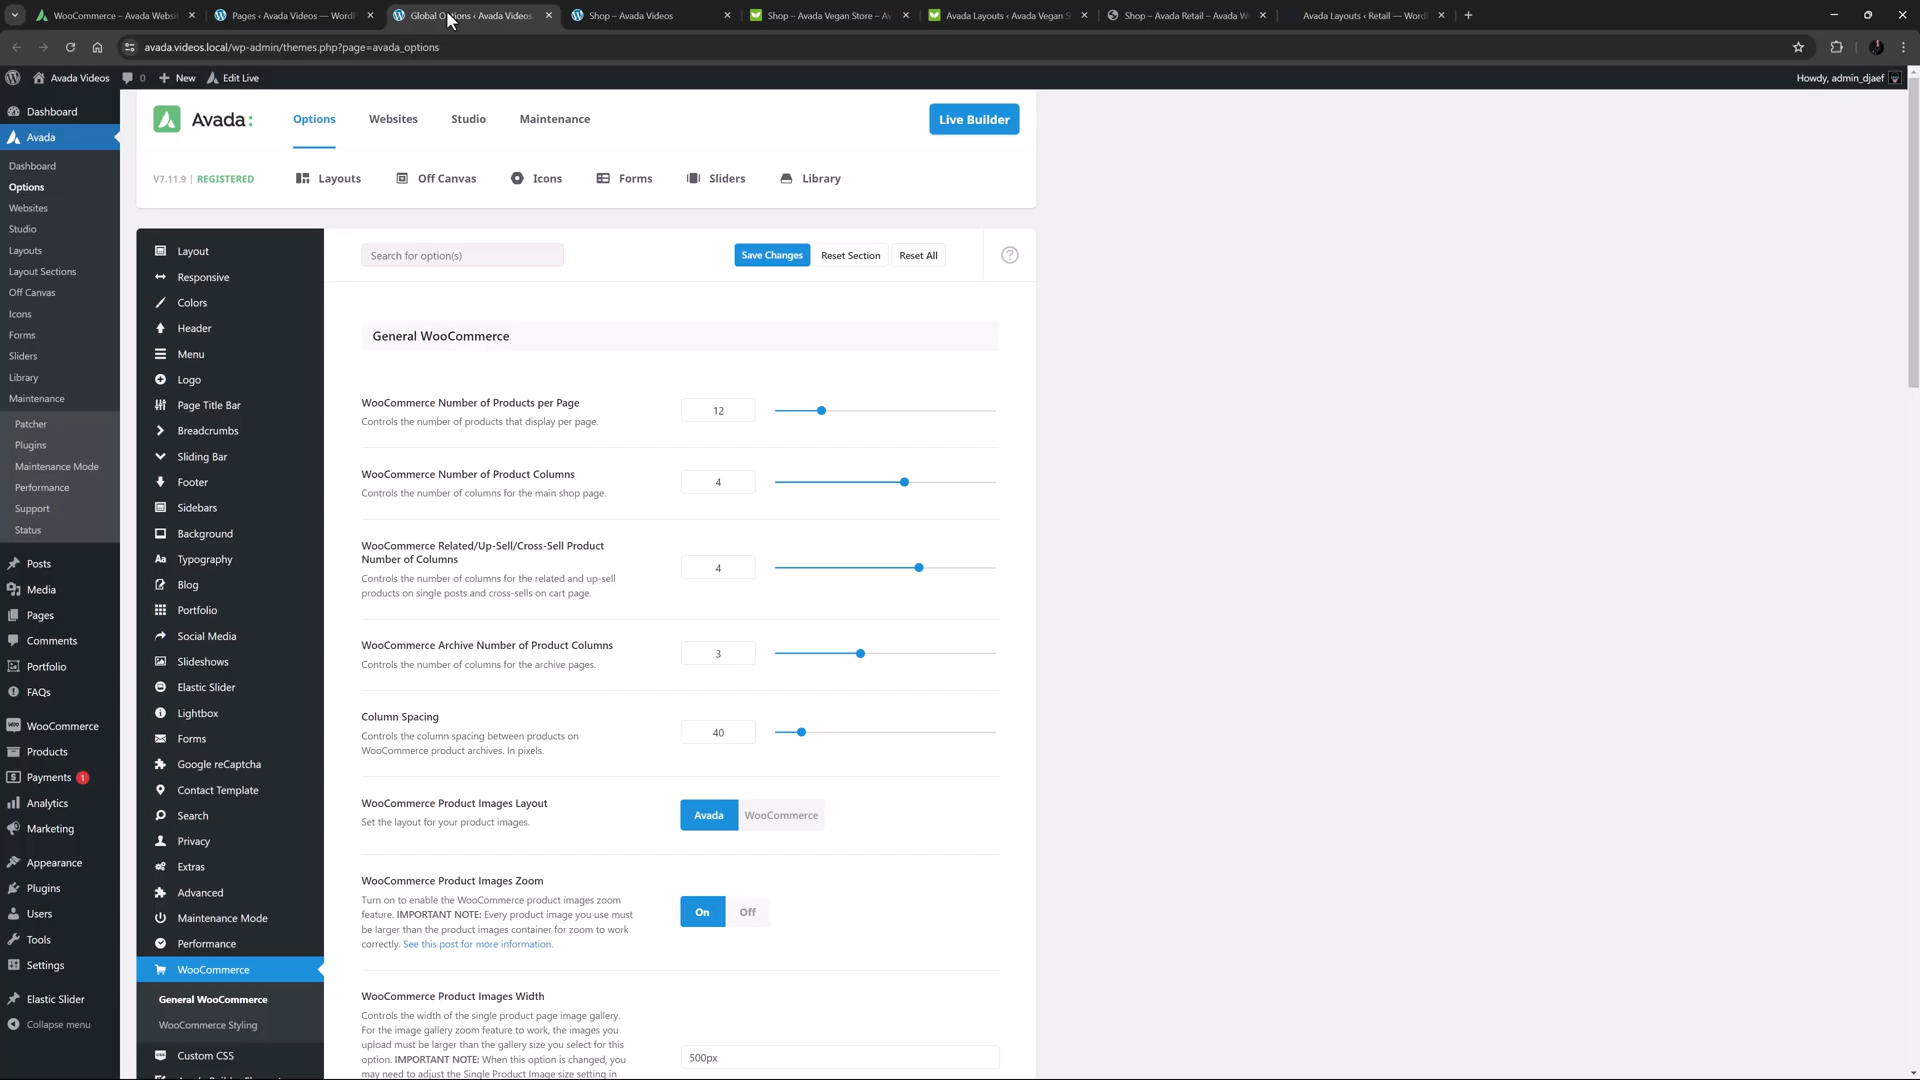 WooCommerce – Avada Websi
Pages ‹ Avada Videos — WordP
Global Options ‹ Avada Videos
Shop – Avada Videos
Shop – Avada Vegan Store – Av
Avada Layouts ‹ Avada Vegan S
Shop – Avada Retail – Avada W
Avada Layouts ‹ Retail — Word
avada.videos.local/wp-admin/themes.php?page=avada_options
Avada Videos
0
New
Edit Live
Howdy, admin_djaef
Dashboard
Avada
Dashboard
Options
Websites
Studio
Layouts
Layout Sections
Off Canvas
Icons
Forms
Sliders
Library
Maintenance
Patcher
Plugins
Maintenance Mode
Performance
Support
Status
Posts
Media
Pages
Comments
Portfolio
FAQs
WooCommerce
Products
Payments 1
Analytics
Marketing
Appearance
Plugins
Users
Tools
Settings
Elastic Slider
Collapse menu
Avada:
Options
Websites
Studio
Maintenance
Live Builder
V7.11.9 | REGISTERED
Layouts
Off Canvas
Icons
Forms
Sliders
Library
Layout
Responsive
Colors
Header
Menu
Logo
Page Title Bar
Breadcrumbs
Sliding Bar
Footer
Sidebars
Background
Typography
Blog
Portfolio
Social Media
Slideshows
Elastic Slider
Lightbox
Forms
Google reCaptcha
Contact Template
Search
Privacy
Extras
Advanced
Maintenance Mode
Performance
WooCommerce
General WooCommerce
WooCommerce Styling
Custom CSS
Search for option(s)
Save Changes
Reset Section
Reset All
General WooCommerce
WooCommerce Number of Products per Page
Controls the number of products that display per page.
12
WooCommerce Number of Product Columns
Controls the number of columns for the main shop page.
4
WooCommerce Related/Up-Sell/Cross-Sell Product
Number of Columns
Controls the number of columns for the related and up-sell
products on single posts and cross-sells on cart page.
4
WooCommerce Archive Number of Product Columns
Controls the number of columns for the archive pages.
3
Column Spacing
Controls the column spacing between products on
WooCommerce product archives. In pixels.
40
WooCommerce Product Images Layout
Set the layout for your product images.
Avada
WooCommerce
WooCommerce Product Images Zoom
Turn on to enable the WooCommerce product images zoom
feature. IMPORTANT NOTE: Every product image you use must
be larger than the product images container for zoom to work
correctly. See this post for more information.
On
Off
WooCommerce Product Images Width
Controls the width of the single product page image gallery.
For the image gallery zoom feature to work, the images you
upload must be larger than the gallery size you select for this
option. IMPORTANT NOTE: When this option is changed, you
may need to adjust the Single Product Image size setting in
500px